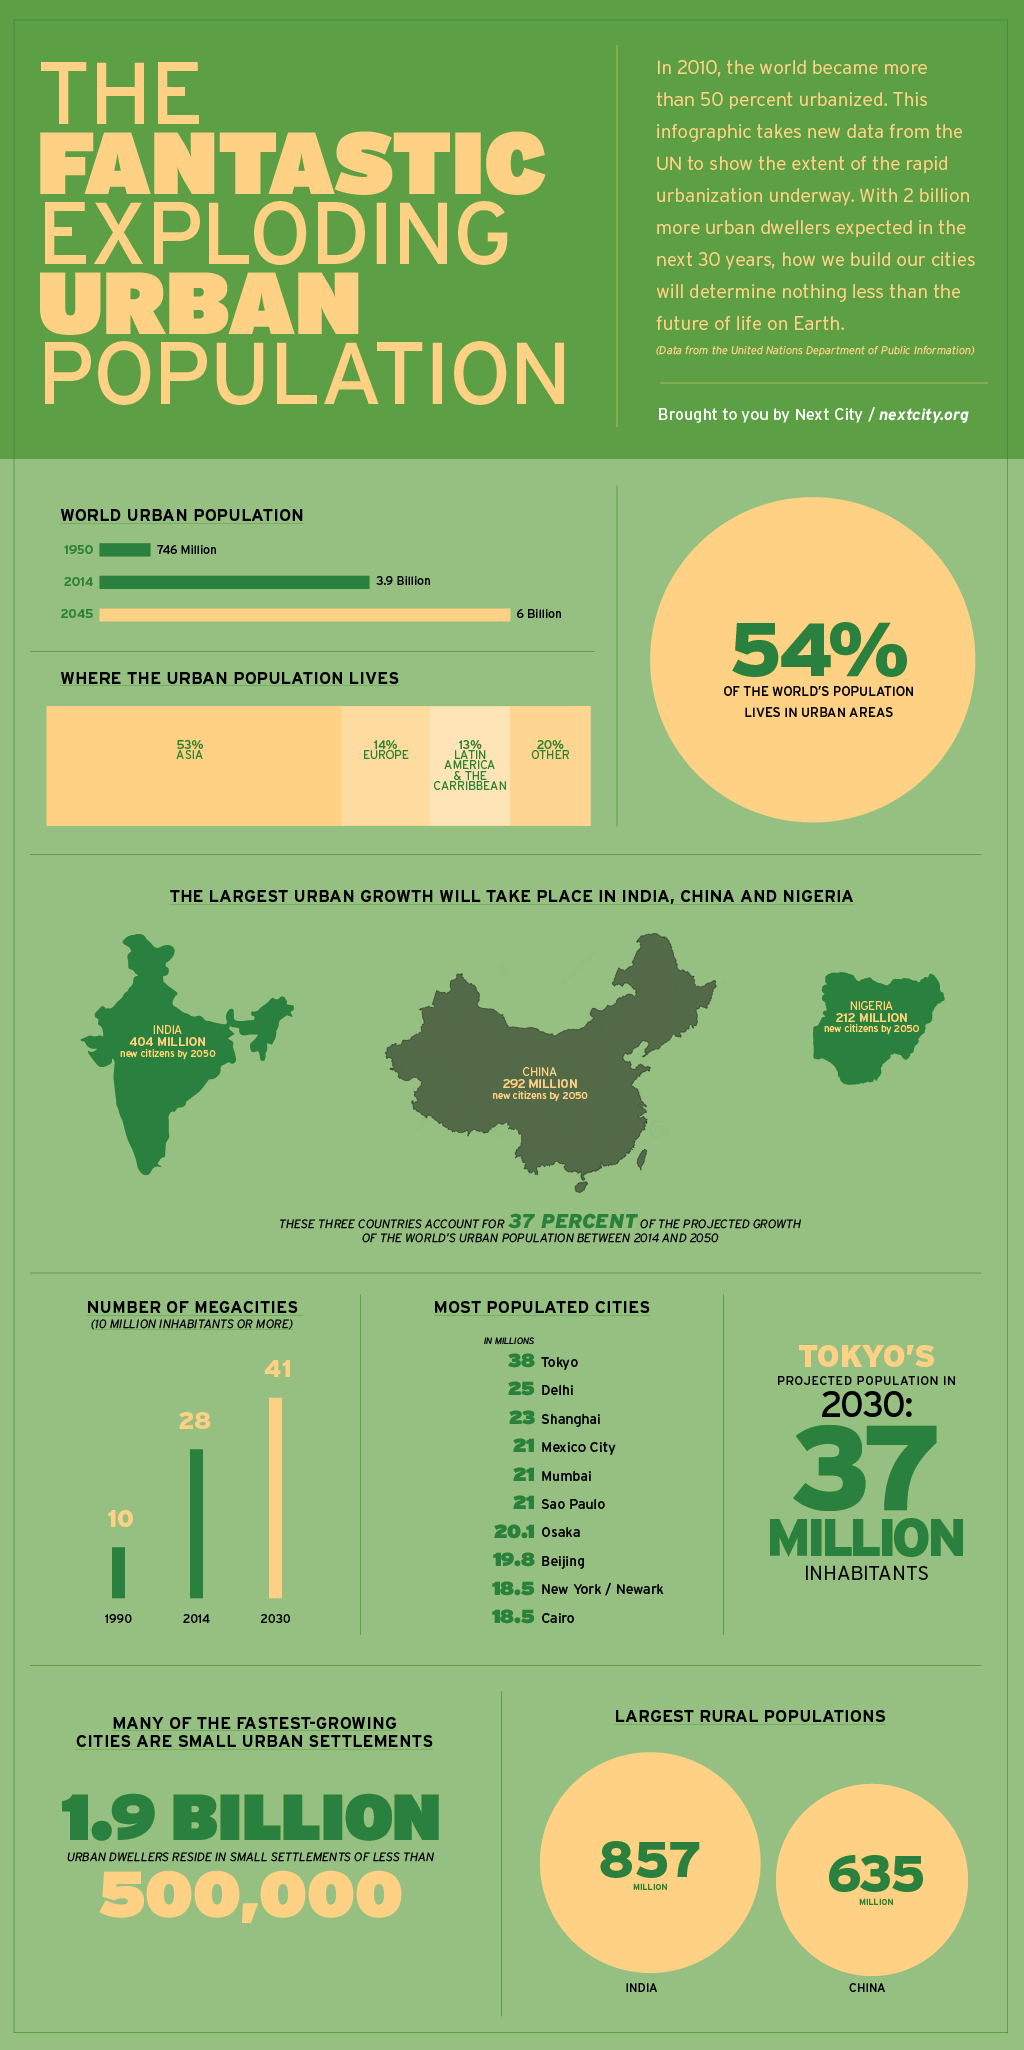 THE
FANTASTIC
EXPLODING
URBAN
POPULATION
In 2010, the world became more
than 50 percent urbanized. This
infographic takes new data from the
UN to show the extent of the rapid
urbanization underway. With 2 billion
more urban dwellers expected in the
next 30 years, how we build our cities
will determine nothing less than the
future of life on Earth.
(Data from the United Nations Department of Public Information)
Brought to you by Next City / nextcity.org
WORLD URBAN POPULATION
1950 746 Million
2014 3.9 Billion
2045 6 Billion
WHERE THE URBAN POPULATION LIVES
53%
ASIA
14%
EUROPE
13%
LATIN
AMERICA
& THE
CARRIBBEAN
20%
OTHER
54%
OF THE WORLD'S POPULATION
LIVES IN URBAN AREAS
THE LARGEST URBAN GROWTH WILL TAKE PLACE IN INDIA, CHINA AND NIGERIA
INDIA
404 MILLION
new citizens by 2050
CHINA
292 MILLION
new citizens by 2050
NIGERIA
212 MILLION
new citizens by 2050
THESE THREE COUNTRIES ACCOUNT FOR 37 PERCENT OF THE PROJECTED GROWTH
OF THE WORLD'S URBAN POPULATION BETWEEN 2014 AND 2050
NUMBER OF MEGACITIES
(10 MILLION INHABITANTS OR MORE)
10
28
41
1990
2014
2030
MOST POPULATED CITIES
IN MILLIONS
38 Tokyo
25 Delhi
23 Shanghai
21 Mexico City
21 Mumbai
21 Sao Paulo
20.1 Osaka
19.8 Beijing
18.5 New York / Newark
18.5 Cairo
TOKYO'S
PROJECTED POPULATION IN
2030:
37
MILLION
INHABITANTS
MANY OF THE FASTEST-GROWING
CITIES ARE SMALL URBAN SETTLEMENTS
1.9 BILLION
URBAN DWELLERS RESIDE IN SMALL SETTLEMENTS OF LESS THAN
500,000
LARGEST RURAL POPULATIONS
857
MILLION
INDIA
635
MILLION
CHINA